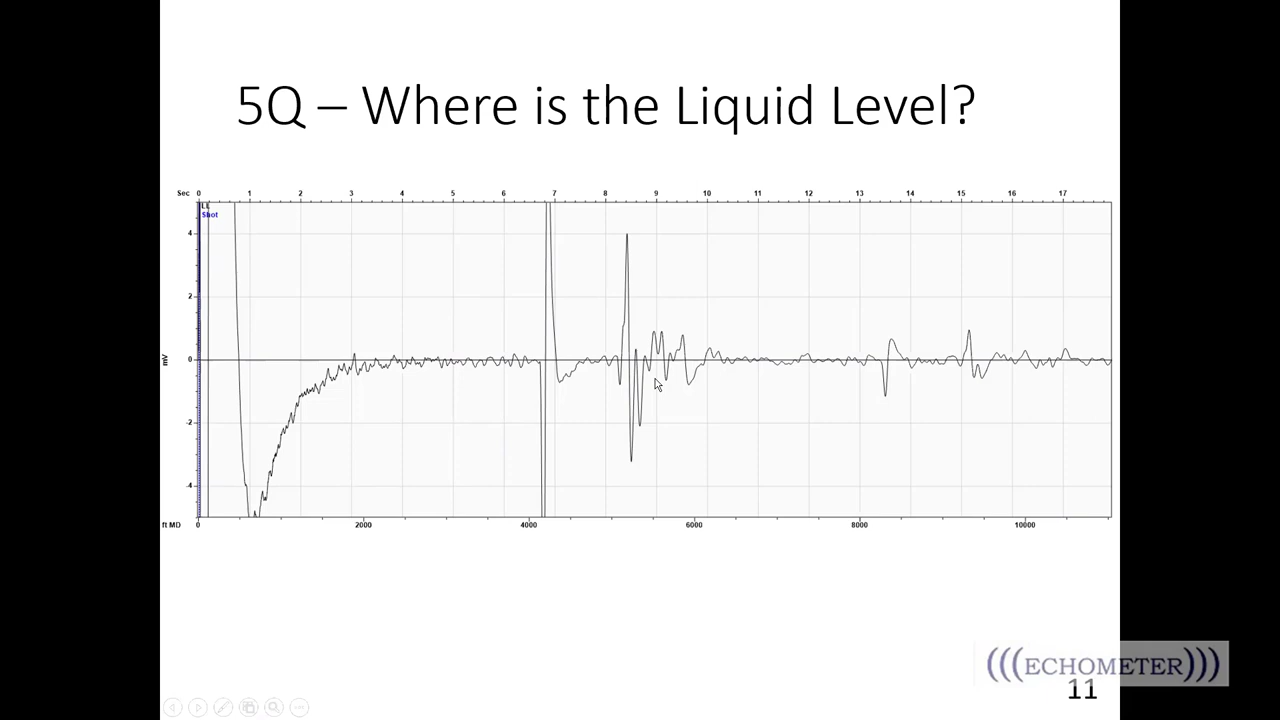 5Q – Where is the Liquid Level?
Sec 0 1 2 3 4 5 6 7 8 9 10 11 12 13 14 15 16 17
LL
Shot
4
2
0
-2
-4
mV
ft MD 0 2000 4000 6000 8000 10000
(((ECHOMETER)))
11